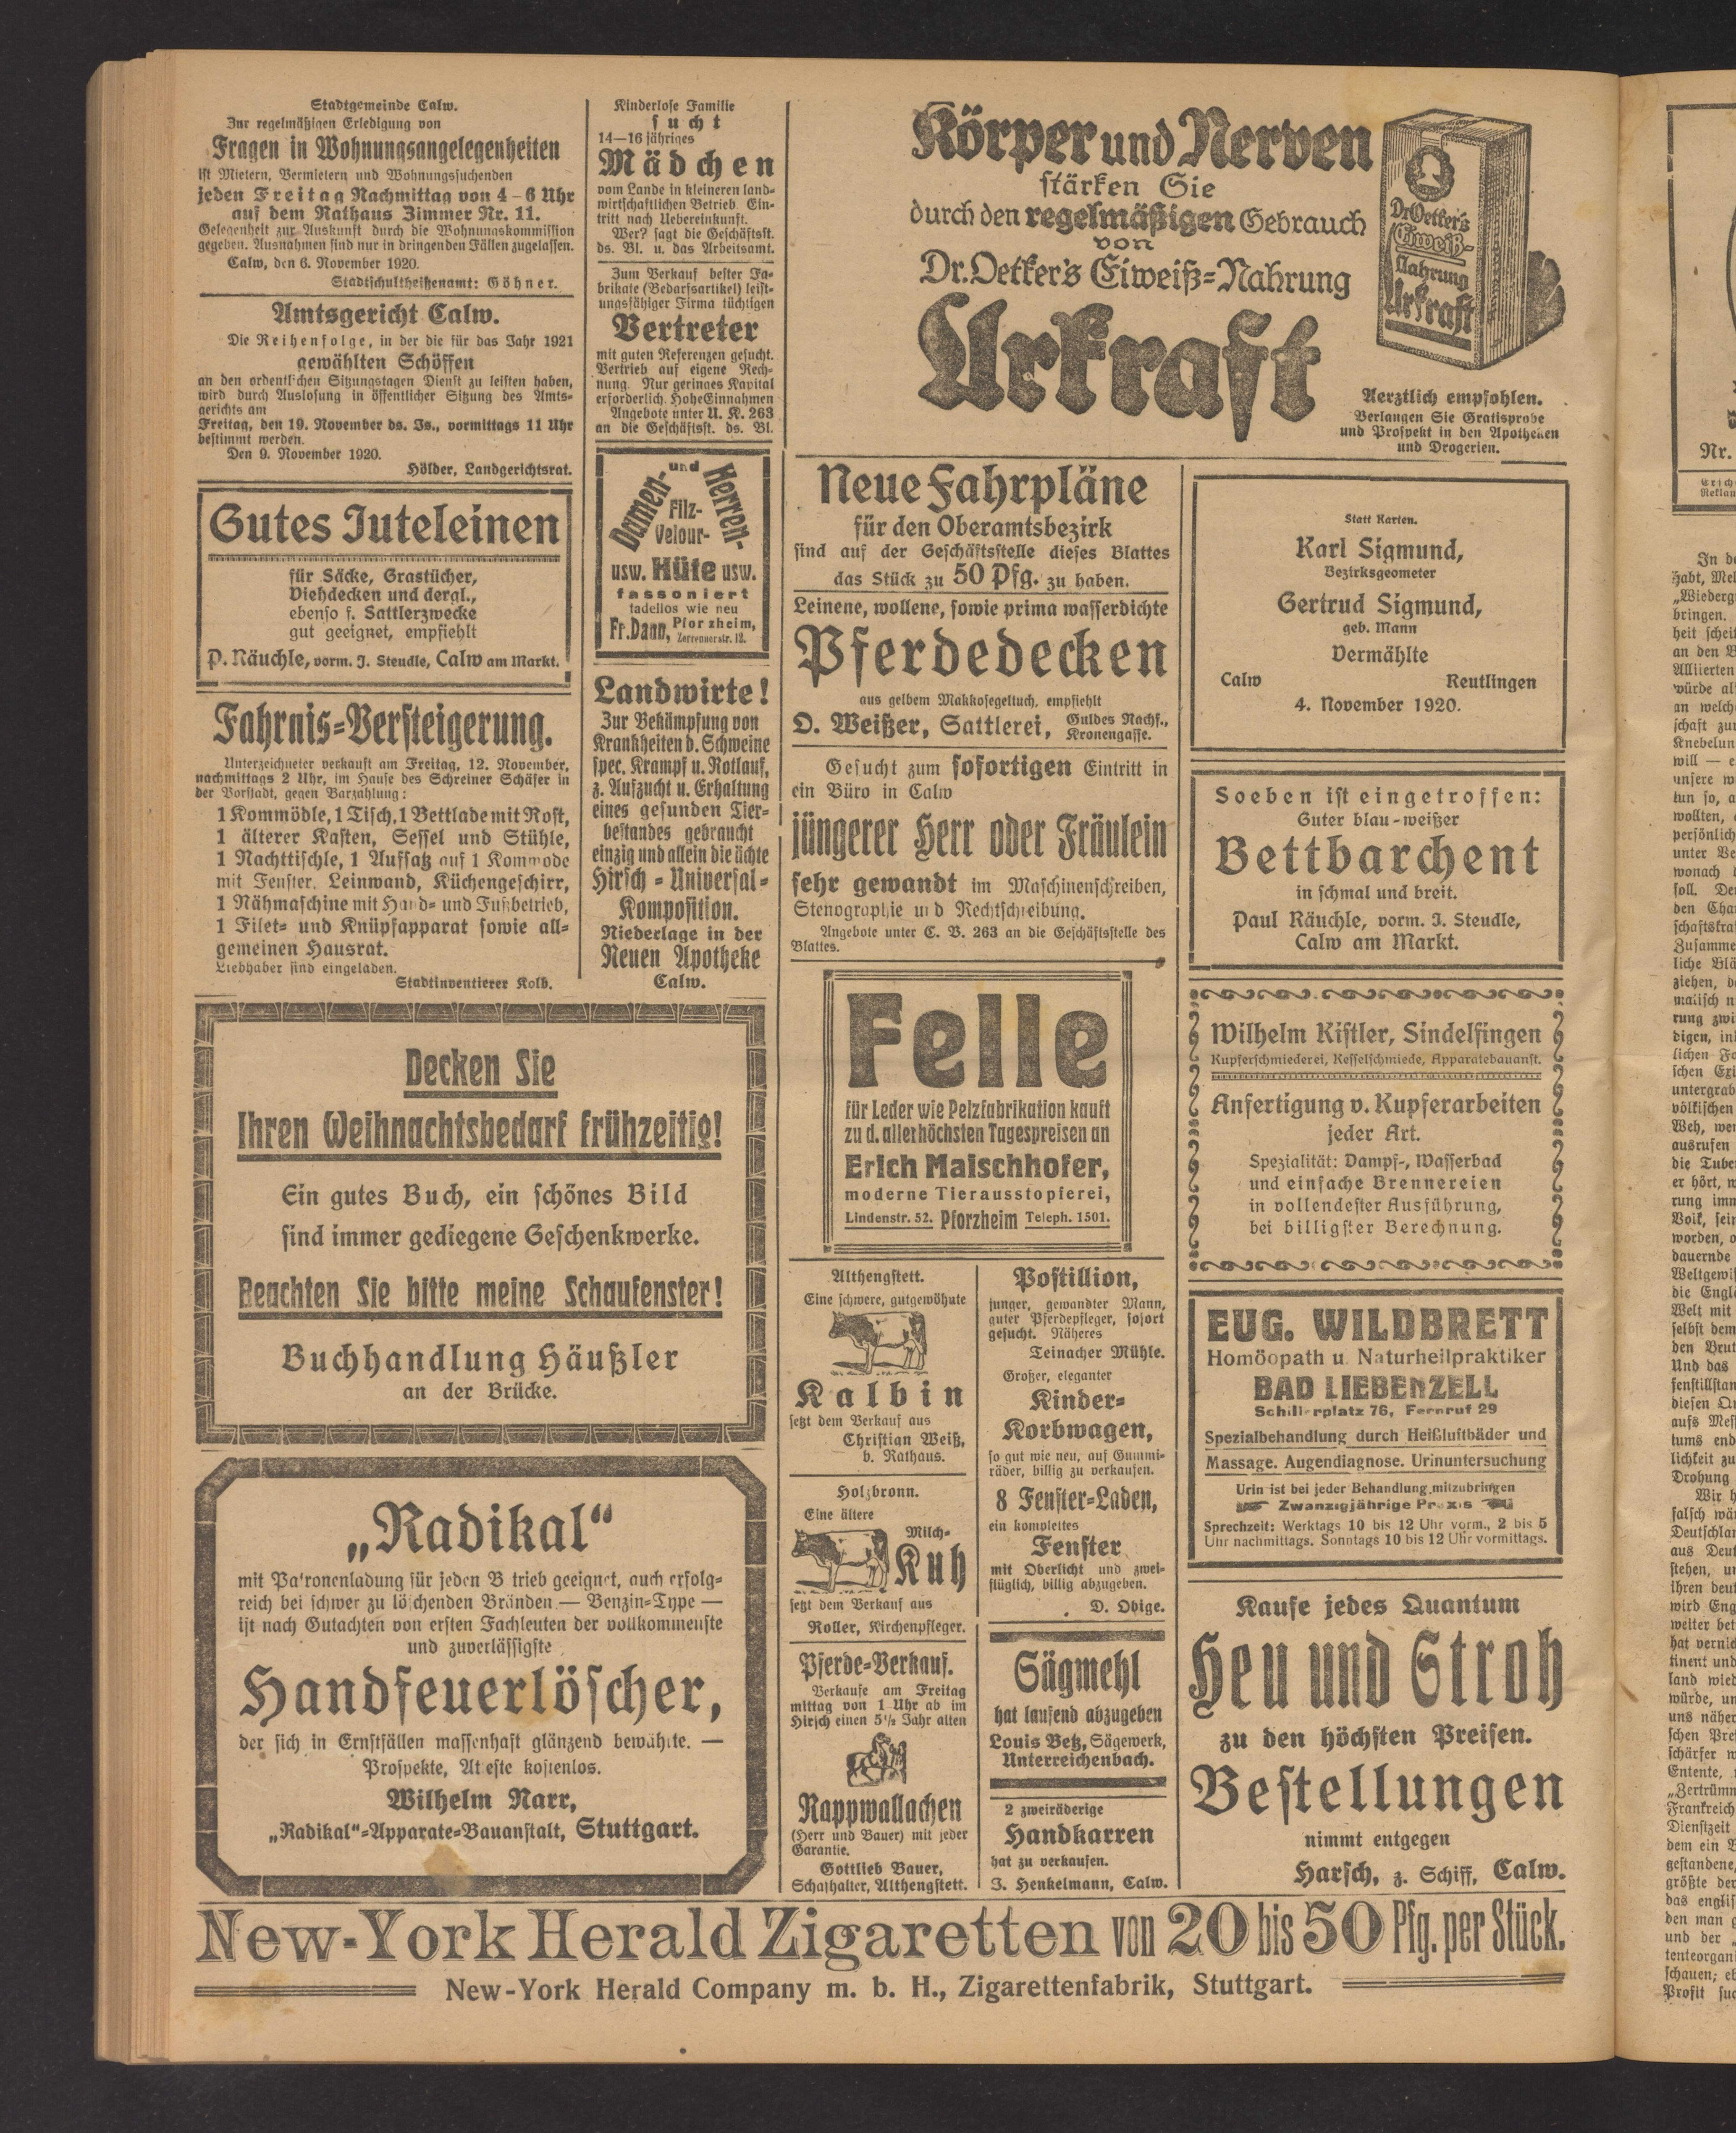 Stadtgemeinde Calw.
Zur regelmäßigen Erledigung von
Fragen in Wohnungsangelegenheiten
ist Mietern, Vermietern und Wohnungssuchenden
jeden Freitag Nachmittag von 4–6 Uhr
auf dem Rathaus Zimmer Nr. 11.
Gelegenheit zur Auskunft durch die Wohnungskommission
gegeben. Ausnahmen sind nur in dringenden Fällen zugelassen.
Calw, den 6. November 1920.
Stadtschultheißenamt: Göhner.
Amtsgericht Calw.
Die Reihenfolge, in der die für das Jahr 1921
gewählten Schöffen
an den ordentlichen Sitzungstagen Dienst zu leisten haben,
wird durch Auslosung in öffentlicher Sitzung des Amts-
gerichts am
Freitag, den 19. November ds. Js., vormittags 11 Uhr
bestimmt werden.
Den 9. November 1920.
Hölder, Landgerichtsrat.
Gutes Juteleinen
für Säcke, Grastücher,
Viehdecken und dergl.,
ebenso f. Sattlerzwecke
gut geeignet, empfiehlt
P. Räuchle, vorm. J. Steudle, Calw am Markt.
Fahrnis-Versteigerung.
Unterzeichneter verkauft am Freitag, 12. November,
nachmittags 2 Uhr, im Hause des Schreiner Schäfer in
der Vorstadt, gegen Barzahlung:
1 Kommödle, 1 Tisch, 1 Bettlade mit Rost,
1 älterer Kasten, Sessel und Stühle,
1 Nachttischle, 1 Aufsatz auf 1 Kommode
mit Fenster, Leinwand, Küchengeschirr,
1 Nähmaschine mit Hand- und Fußbetrieb,
1 Filet- und Knüpfapparat sowie all-
gemeinen Hausrat.
Liebhaber sind eingeladen.
Stadtinventierer Kolb.
Kinderlose Familie
sucht
14–16 jähriges
Mädchen
vom Lande in kleineren land-
wirtschaftlichen Betrieb. Ein-
tritt nach Uebereinkunft.
Wer? sagt die Geschäftsst.
ds. Bl. u. das Arbeitsamt.
Zum Verkauf bester Fa-
brikate (Bedarfsartikel) leist-
ungsfähiger Firma tüchtigen
Vertreter
mit guten Referenzen gesucht.
Vertrieb auf eigene Rech-
nung. Nur geringes Kapital
erforderlich. Hohe Einnahmen
Angebote unter U. K. 263
an die Geschäftsst. ds. Bl.
Damen- und Herren-
Filz-
Velour-
usw. Hüte usw.
fassoniert
tadellos wie neu
Fr. Dann, Pforzheim,
Zerrennerstr. 12.
Landwirte!
Zur Bekämpfung von
Krankheiten d. Schweine
spec. Krampf u. Rotlauf,
z. Aufzucht u. Erhaltung
eines gesunden Tier-
bestandes gebraucht
einzig und allein die ächte
Hirsch-Universal-
Komposition.
Niederlage in der
Neuen Apotheke
Calw.
Decken Sie
Ihren Weihnachtsbedarf frühzeitig!
Ein gutes Buch, ein schönes Bild
sind immer gediegene Geschenkwerke.
Beachten Sie bitte meine Schaufenster!
Buchhandlung Häußler
an der Brücke.
„Radikal“
mit Pa'ronenladung für jeden B trieb geeignet, auch erfolg-
reich bei schwer zu löschenden Bränden — Benzin-Type —
ist nach Gutachten von ersten Fachleuten der vollkommenste
und zuverlässigste
Handfeuerlöscher,
der sich in Ernstfällen massenhaft glänzend bewährte. —
Prospekte, Atteste kostenlos.
Wilhelm Narr,
„Radikal“-Apparate-Bauanstalt, Stuttgart.
Körper und Nerven
stärken Sie
durch den regelmäßigen Gebrauch
von
Dr. Oetker's Eiweiß-Nahrung
Urkraft
Dr. Oetker's
Eiweiß-
Nahrung
Urkraft
Aerztlich empfohlen.
Verlangen Sie Gratisprobe
und Prospekt in den Apotheken
und Drogerien.
Neue Fahrpläne
für den Oberamtsbezirk
sind auf der Geschäftsstelle dieses Blattes
das Stück zu 50 Pfg. zu haben.
Leinene, wollene, sowie prima wasserdichte
Pferdedecken
aus gelbem Makkosegeltuch, empfiehlt
O. Weißer, Sattlerei, Guldes Nachf.,
Kronengasse.
Gesucht zum sofortigen Eintritt in
ein Büro in Calw
jüngerer Herr oder Fräulein
sehr gewandt im Maschinenschreiben,
Stenographie und Rechtschreibung.
Angebote unter C. B. 263 an die Geschäftsstelle des
Blattes.
Felle
für Leder wie Pelzfabrikation kauft
zu d. allerhöchsten Tagespreisen an
Erich Maischhofer,
moderne Tierausstopferei,
Lindenstr. 52. Pforzheim Teleph. 1501.
Althengstett.
Eine schwere, gutgewöhnte
Kalbin
setzt dem Verkauf aus
Christian Weiß,
b. Rathaus.
Holzbronn.
Eine ältere
Milch-
Kuh
setzt dem Verkauf aus
Roller, Kirchenpfleger.
Pferde-Verkauf.
Verkaufe am Freitag
mittag von 1 Uhr ab im
Hirsch einen 5½ Jahr alten
Rappwallachen
(Herr und Bauer) mit jeder
Garantie.
Gottlieb Bauer,
Schafhalter, Althengstett.
Postillion,
junger, gewandter Mann,
guter Pferdepfleger, sofort
gesucht. Näheres
Teinacher Mühle.
Großer, eleganter
Kinder-
Korbwagen,
so gut wie neu, auf Gummi-
räder, billig zu verkaufen.
8 Fenster-Laden,
ein komplettes
Fenster
mit Oberlicht und zwei-
flüglich, billig abzugeben.
D. Obige.
Sägmehl
hat laufend abzugeben
Louis Betz, Sägewerk,
Unterreichenbach.
2 zweiräderige
Handkarren
hat zu verkaufen.
J. Henkelmann, Calw.
Statt Karten.
Karl Sigmund,
Bezirksgeometer
Gertrud Sigmund,
geb. Mann
Vermählte
Calw Reutlingen
4. November 1920.
Soeben ist eingetroffen:
Guter blau-weißer
Bettbarchent
in schmal und breit.
Paul Räuchle, vorm. J. Steudle,
Calw am Markt.
Wilhelm Kistler, Sindelfingen
Kupferschmiederei, Kesselschmiede, Apparatebauanst.
Anfertigung v. Kupferarbeiten
jeder Art.
Spezialität: Dampf-, Wasserbad
und einfache Brennereien
in vollendester Ausführung,
bei billigster Berechnung.
EUG. WILDBRETT
Homöopath u. Naturheilpraktiker
BAD LIEBENZELL
Schillerplatz 76, Fernruf 29
Spezialbehandlung durch Heißluftbäder und
Massage. Augendiagnose. Urinuntersuchung
Urin ist bei jeder Behandlung mitzubringen
Zwanzigjährige Praxis
Sprechzeit: Werktags 10 bis 12 Uhr vorm., 2 bis 5
Uhr nachmittags. Sonntags 10 bis 12 Uhr vormittags.
Kaufe jedes Quantum
Heu und Stroh
zu den höchsten Preisen.
Bestellungen
nimmt entgegen
Harsch, z. Schiff, Calw.
New-York Herald Zigaretten von 20 bis 50 Pfg. per Stück.
New-York Herald Company m. b. H., Zigarettenfabrik, Stuttgart.